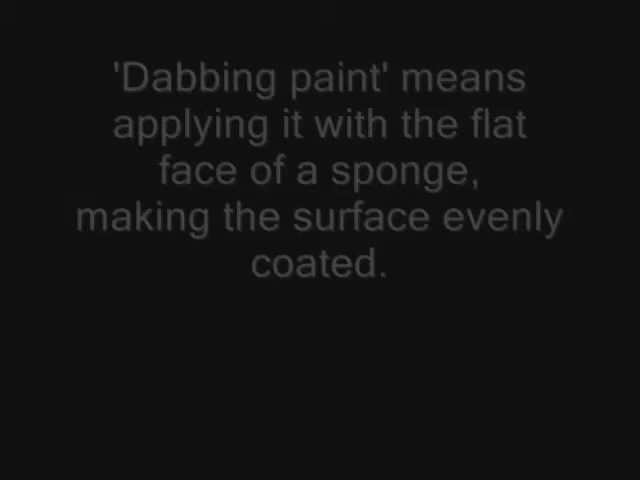 'Dabbing paint' means
applying it with the flat
face of a sponge,
making the surface evenly
coated.